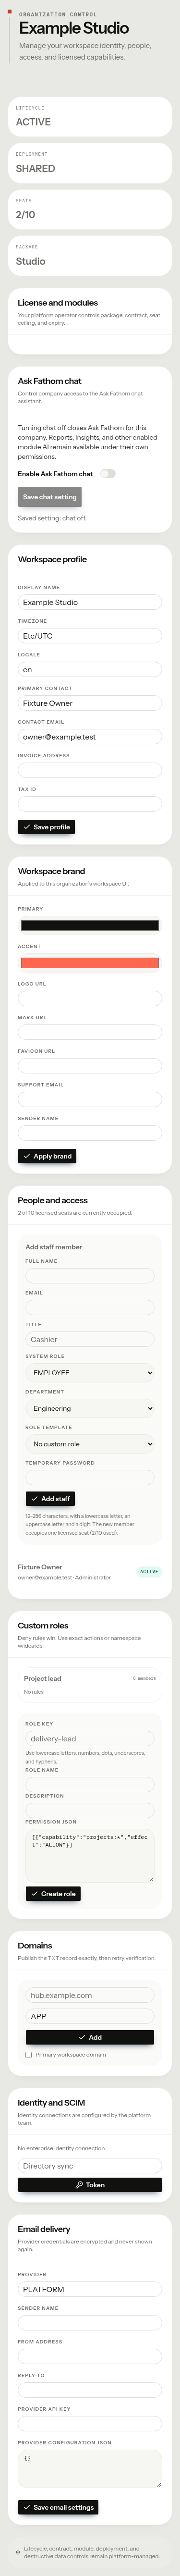 ORGANIZATION CONTROL
Example Studio
Manage your workspace identity, people,
access, and licensed capabilities.
LIFECYCLE
ACTIVE
DEPLOYMENT
SHARED
SEATS
2/10
PACKAGE
Studio
License and modules
Your platform operator controls package, contract, seat
ceiling, and expiry.
Ask Fathom chat
Control company access to the Ask Fathom chat
assistant.
Turning chat off closes Ask Fathom for this
company. Reports, Insights, and other enabled
module AI remain available under their own
permissions.
Enable Ask Fathom chat
Save chat setting
Saved setting: chat off.
Workspace profile
DISPLAY NAME
Example Studio
TIMEZONE
Etc/UTC
LOCALE
en
PRIMARY CONTACT
Fixture Owner
CONTACT EMAIL
owner@example.test
INVOICE ADDRESS
TAX ID
Save profile
Workspace brand
Applied to this organization's workspace UI.
PRIMARY
ACCENT
LOGO URL
MARK URL
FAVICON URL
SUPPORT EMAIL
SENDER NAME
Apply brand
People and access
2 of 10 licensed seats are currently occupied.
Add staff member
FULL NAME
EMAIL
TITLE
Cashier
SYSTEM ROLE
EMPLOYEE
DEPARTMENT
Engineering
ROLE TEMPLATE
No custom role
TEMPORARY PASSWORD
Add staff
12-256 characters, with a lowercase letter, an
uppercase letter and a digit. The new member
occupies one licensed seat (2/10 used).
Fixture Owner
owner@example.test · Administrator
ACTIVE
Custom roles
Deny rules win. Use exact actions or namespace
wildcards.
Project lead
0 members
No rules
ROLE KEY
delivery-lead
Use lowercase letters, numbers, dots, underscores,
and hyphens.
ROLE NAME
DESCRIPTION
PERMISSION JSON
[{"capability":"projects:*","effec
t":"ALLOW"}]
Create role
Domains
Publish the TXT record exactly, then retry verification.
hub.example.com
APP
Add
Primary workspace domain
Identity and SCIM
Identity connections are configured by the platform
team.
No enterprise identity connection.
Directory sync
Token
Email delivery
Provider credentials are encrypted and never shown
again.
PROVIDER
PLATFORM
SENDER NAME
FROM ADDRESS
REPLY-TO
PROVIDER API KEY
PROVIDER CONFIGURATION JSON
{}
Save email settings
Lifecycle, contract, module, deployment, and
destructive data controls remain platform-managed.